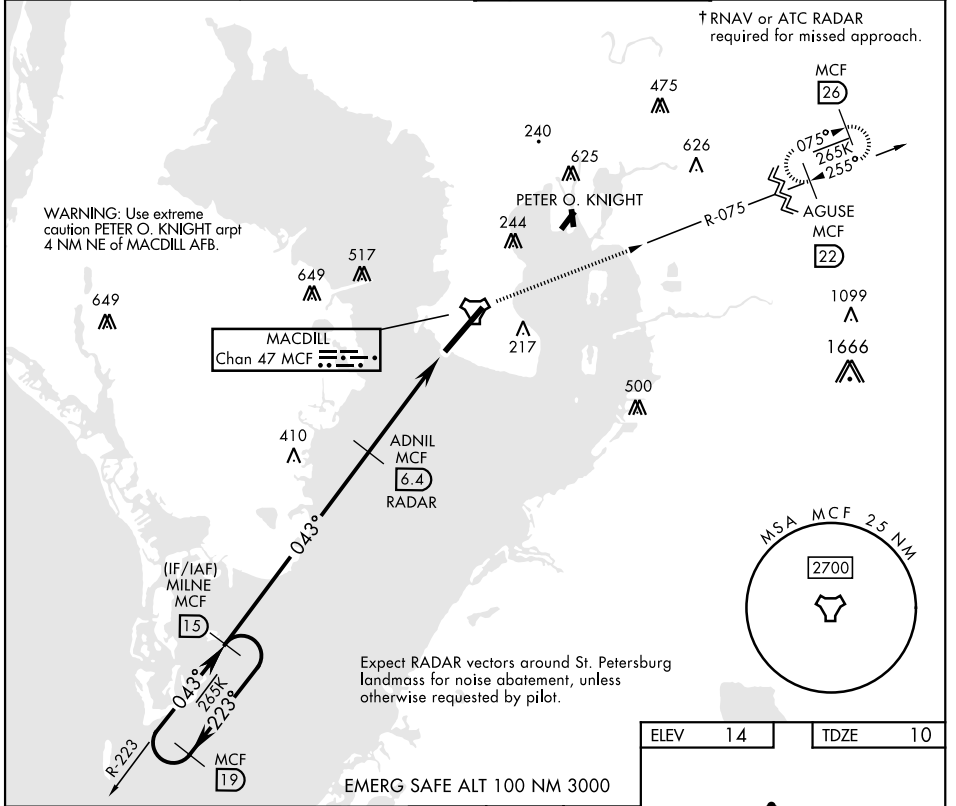 † RNAV or ATC RADAR
required for missed approach.
MCF
26
475
240
626
625
075°
265K
255°
PETER O. KNIGHT
WARNING: Use extreme
caution PETER O. KNIGHT arpt
4 NM NE of MACDILL AFB.
R-075
AGUSE
MCF
22
244
517
649
649
1099
MACDILL
Chan 47 MCF
217
1666
500
410
ADNIL
MCF
6.4
RADAR
043°
MSA MCF 25 NM
2700
(IF/IAF)
MILNE
MCF
15
043°
265K
223°
Expect RADAR vectors around St. Petersburg
landmass for noise abatement, unless
otherwise requested by pilot.
R-223
MCF
19
ELEV 14
TDZE 10
EMERG SAFE ALT 100 NM 3000